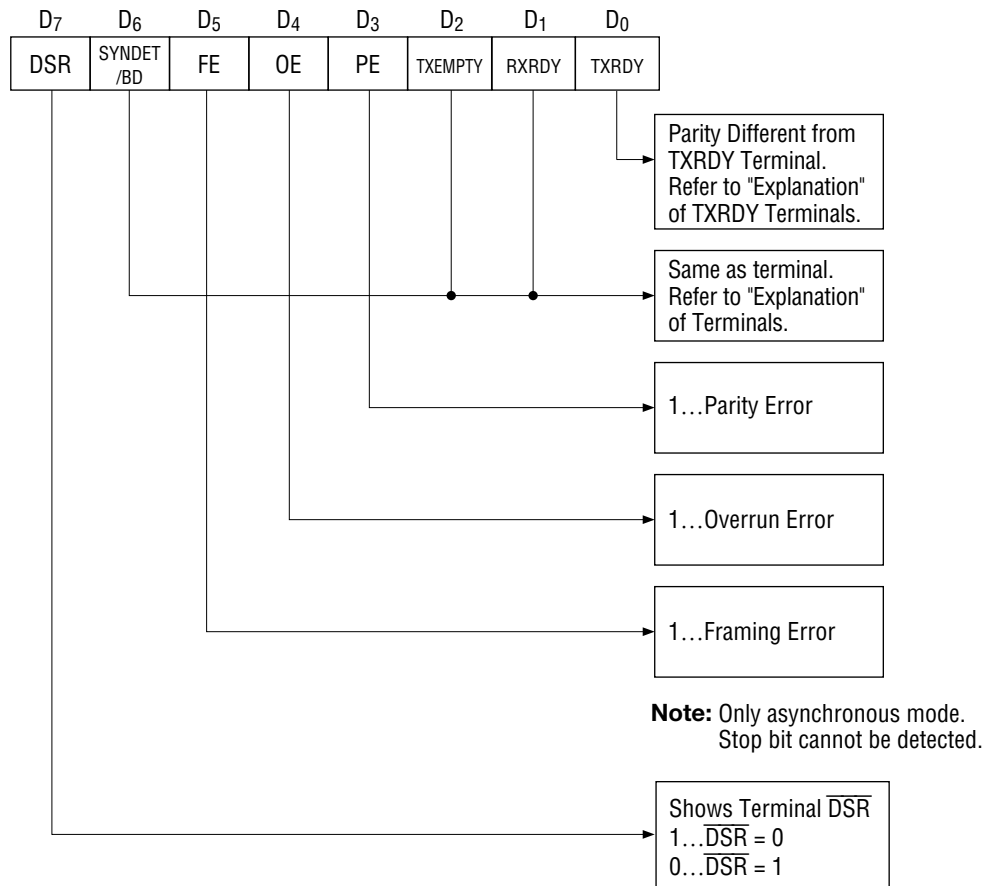 D7 D6 D5 D4 D3 D2 D1 D0
DSR SYNDET/BD FE OE PE TXEMPTY RXRDY TXRDY
Parity Different from
TXRDY Terminal.
Refer to "Explanation"
of TXRDY Terminals.
Same as terminal.
Refer to "Explanation"
of Terminals.
1...Parity Error
1...Overrun Error
1...Framing Error
Note: Only asynchronous mode.
Stop bit cannot be detected.
Shows Terminal D̅S̅R̅
1...D̅S̅R̅ = 0
0...D̅S̅R̅ = 1